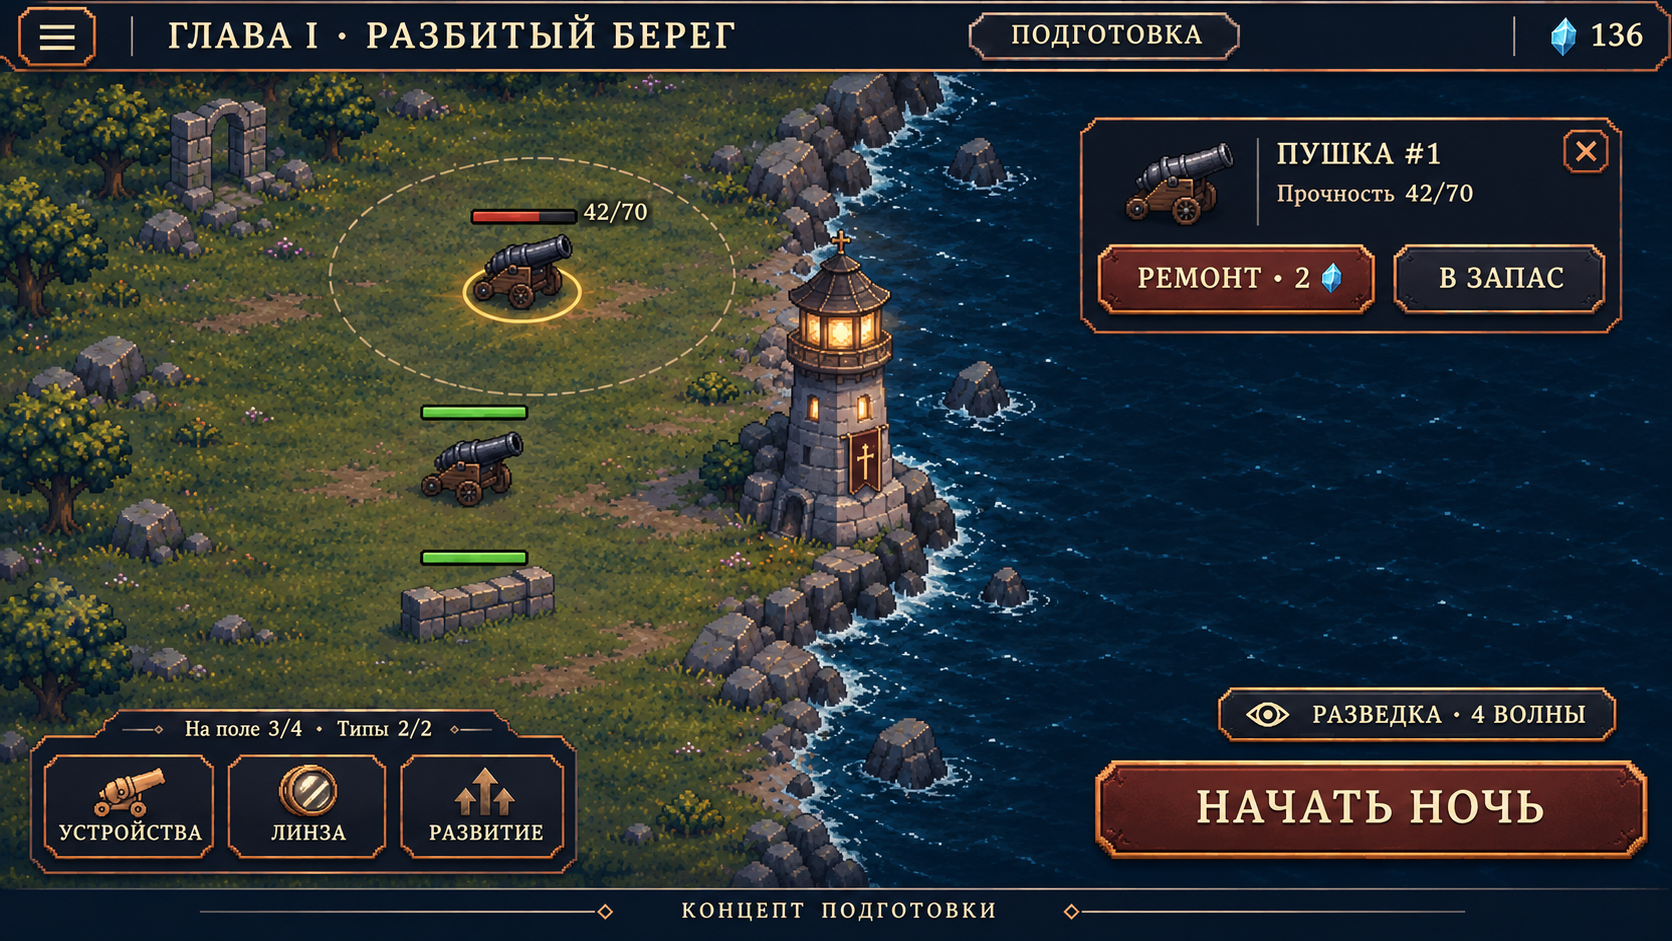 ГЛАВА I · РАЗБИТЫЙ БЕРЕГ
ПОДГОТОВКА
136
ПУШКА #1
Прочность 42/70
РЕМОНТ · 2
В ЗАПАС
42/70
РАЗВЕДКА · 4 ВОЛНЫ
НАЧАТЬ НОЧЬ
На поле 3/4 · Типы 2/2
УСТРОЙСТВА
ЛИНЗА
РАЗВИТИЕ
КОНЦЕПТ ПОДГОТОВКИ